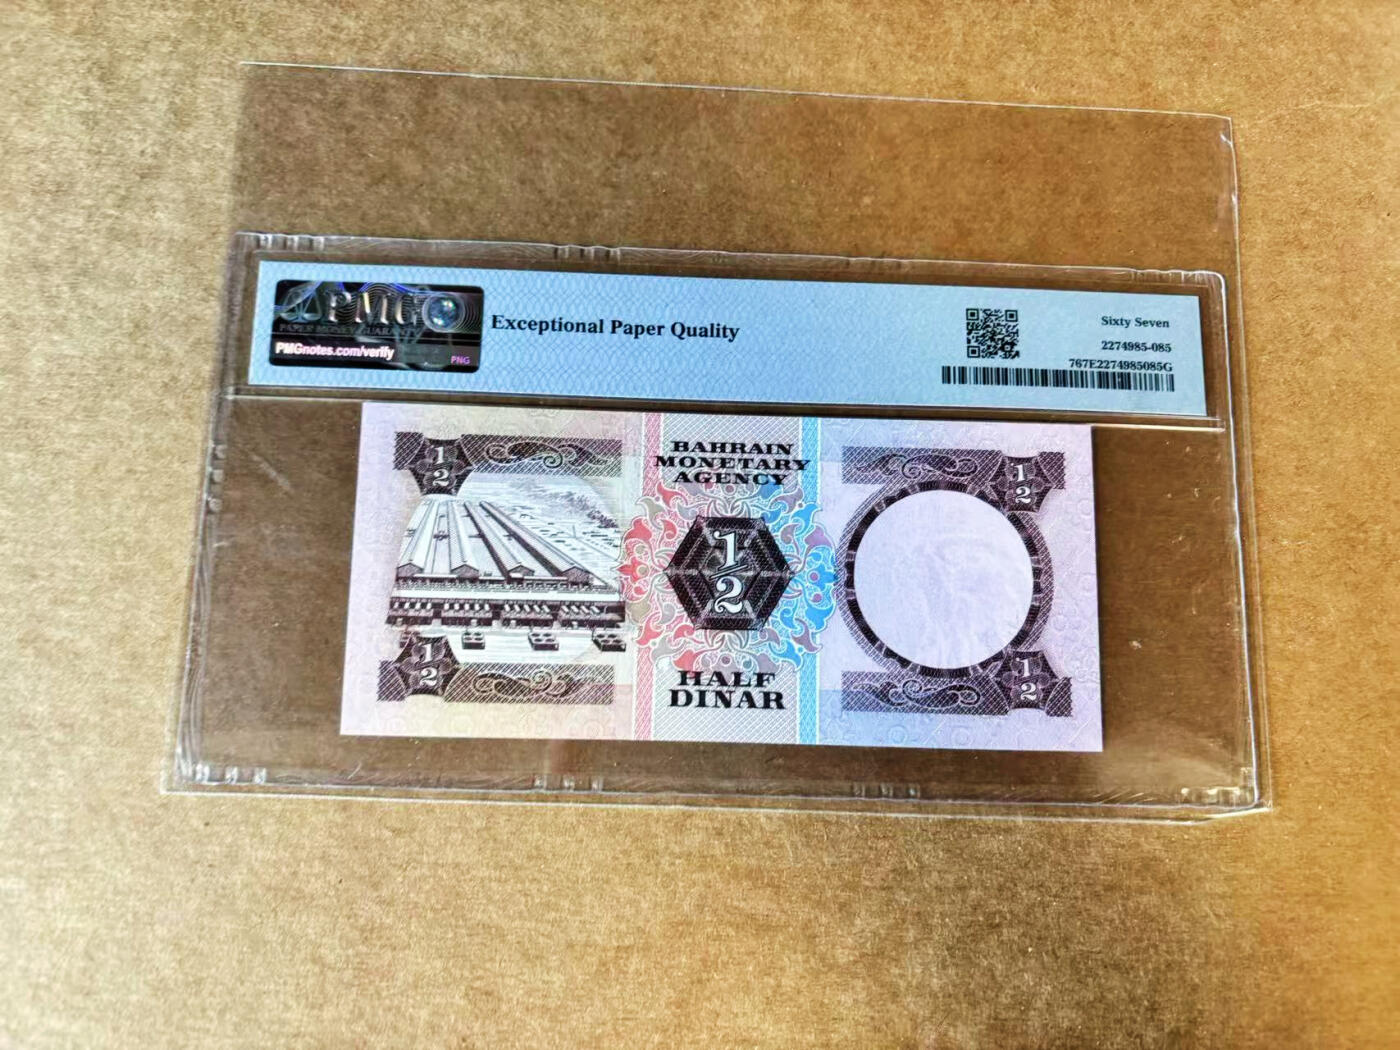 PMG
PAPER MONEY GUARANTY
PMGnotes.com/verify
PNG
Exceptional Paper Quality
Sixty Seven
2274985-085
767E2274985085G
1/2
BAHRAIN
MONETARY
AGENCY
1/2
1/2
1/2
HALF
DINAR
1/2